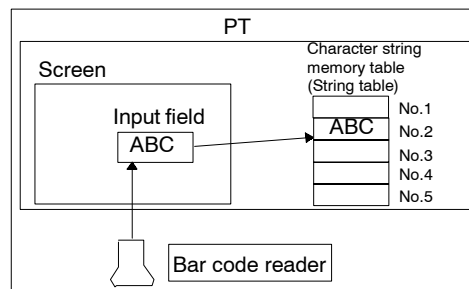 PT
Character string
memory table
(String table)
Screen
Input field
ABC
ABC
No.1
No.2
No.3
No.4
No.5
Bar code reader